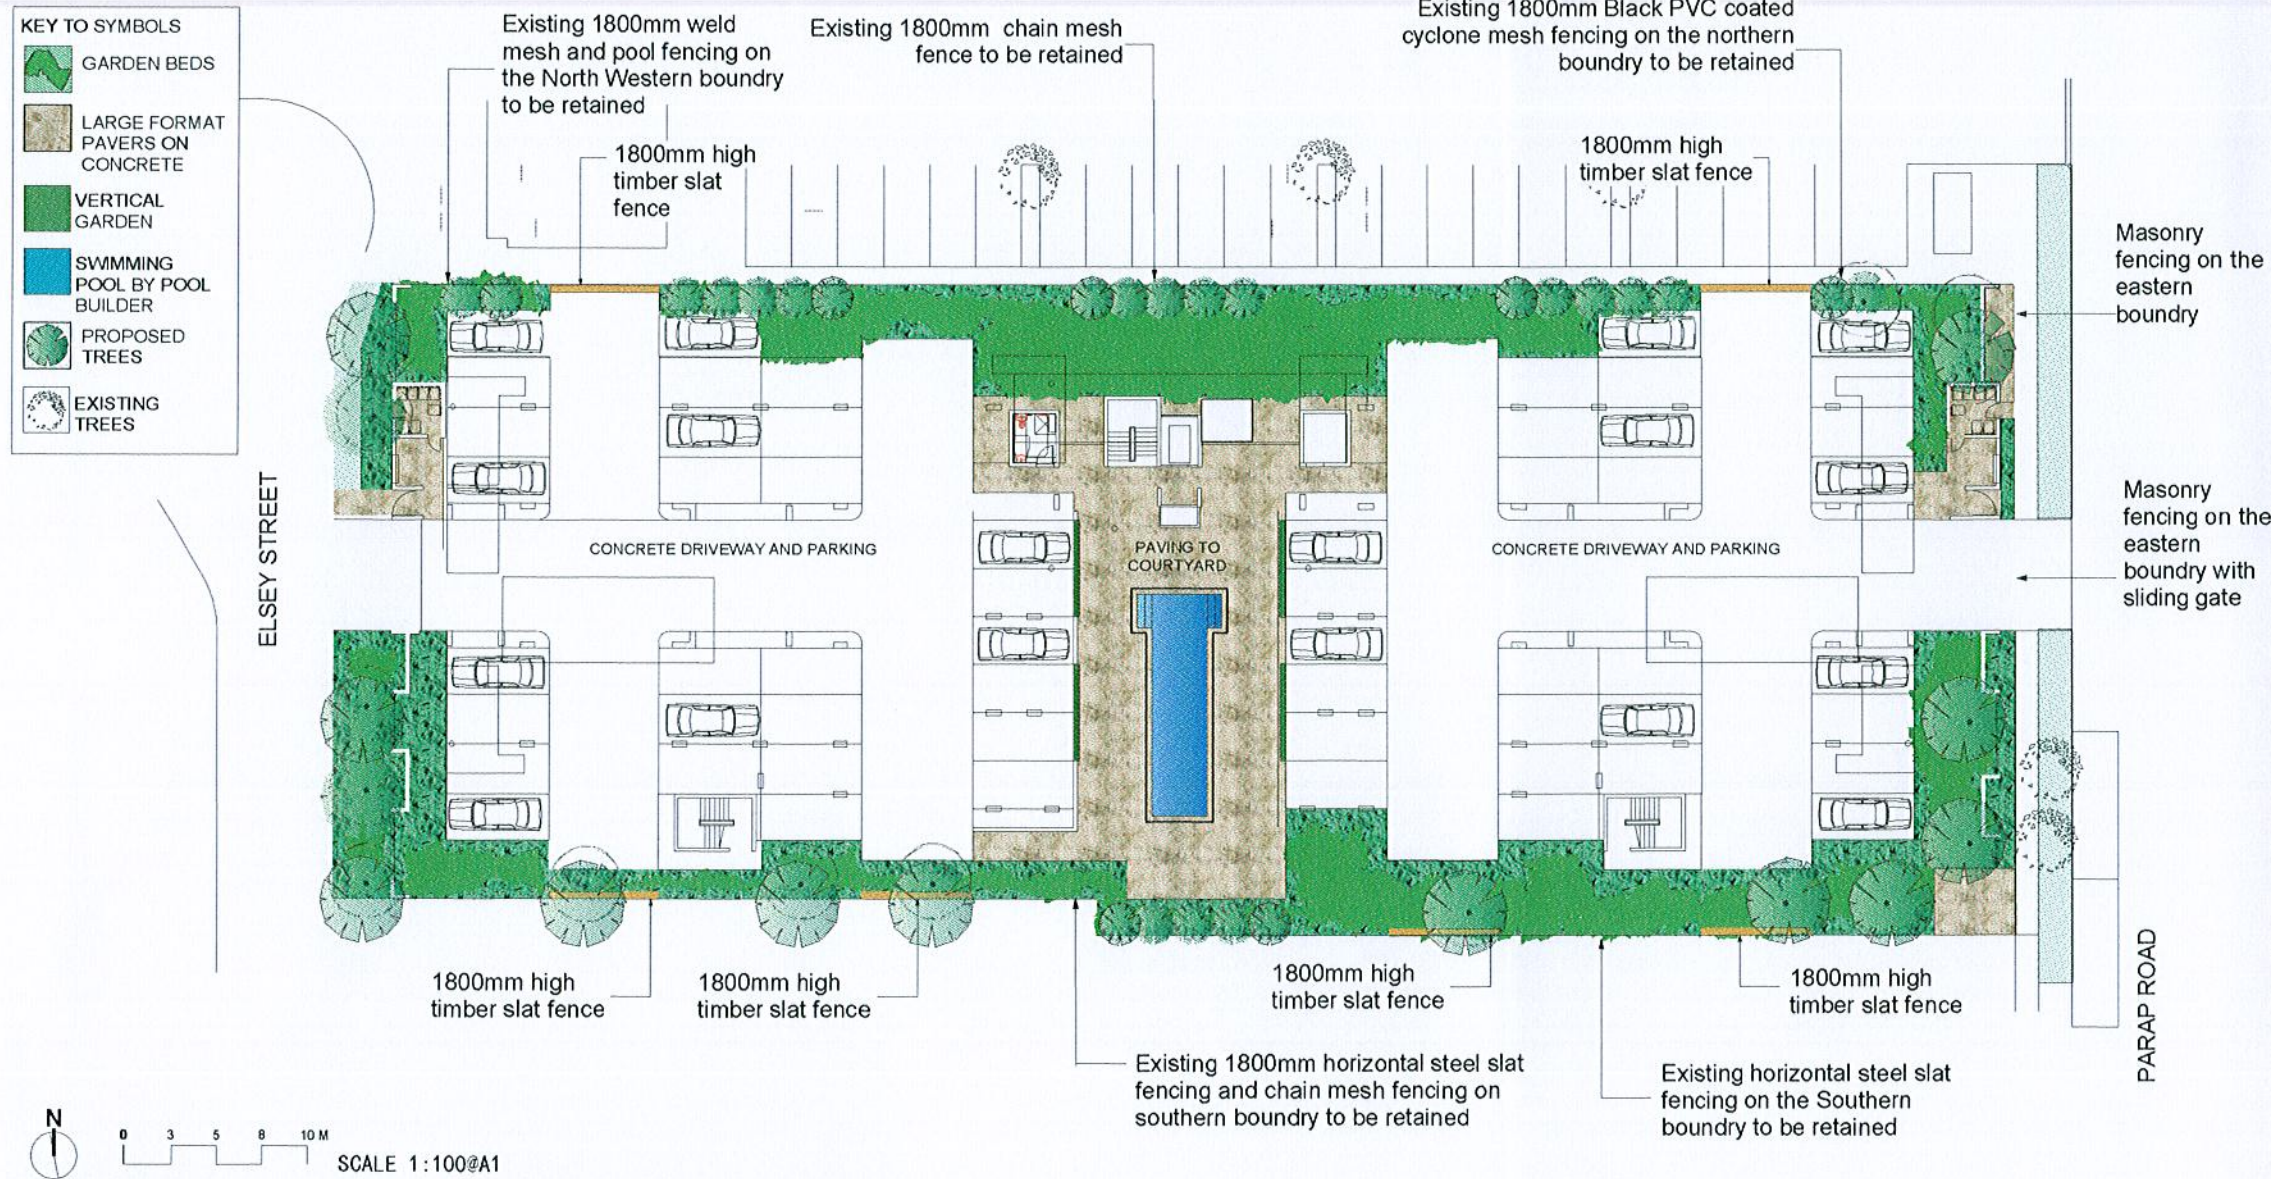 KEY TO SYMBOLS
GARDEN BEDS
LARGE FORMAT
PAVERS ON
CONCRETE
VERTICAL
GARDEN
SWIMMING
POOL BY POOL
BUILDER
PROPOSED
TREES
EXISTING
TREES
Existing 1800mm weld
mesh and pool fencing on
the North Western boundry
to be retained
1800mm high
timber slat
fence
Existing 1800mm chain mesh
fence to be retained
Existing 1800mm Black PVC coated
cyclone mesh fencing on the northern
boundry to be retained
1800mm high
timber slat fence
Masonry
fencing on the
eastern
boundry
Masonry
fencing on the
eastern
boundry with
sliding gate
ELSEY STREET
CONCRETE DRIVEWAY AND PARKING
PAVING TO
COURTYARD
CONCRETE DRIVEWAY AND PARKING
PARAP ROAD
1800mm high
timber slat fence
1800mm high
timber slat fence
1800mm high
timber slat fence
1800mm high
timber slat fence
Existing 1800mm horizontal steel slat
fencing and chain mesh fencing on
southern boundry to be retained
Existing horizontal steel slat
fencing on the Southern
boundry to be retained
N
0 3 5 8 10 M
SCALE 1:100@A1